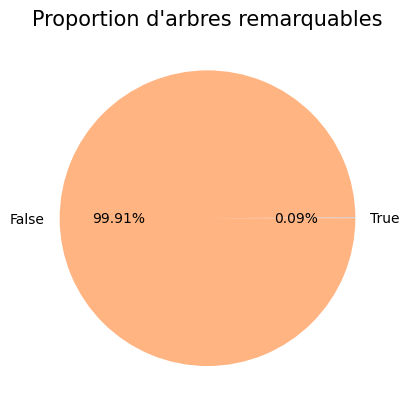 Proportion d'arbres remarquables
False
99.91%
0.09%
True